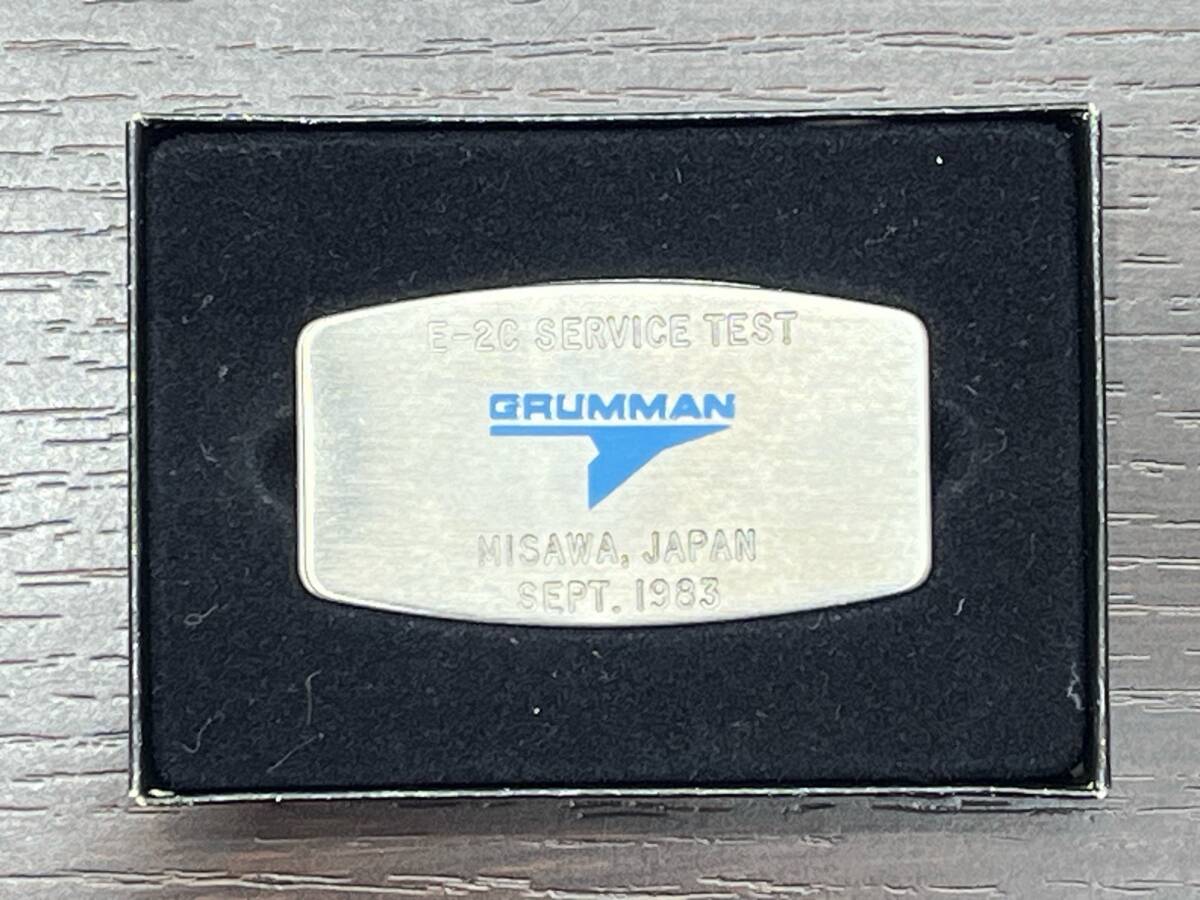 E-2C SERVICE TEST
GRUMMAN
MISAWA, JAPAN
SEPT. 1983